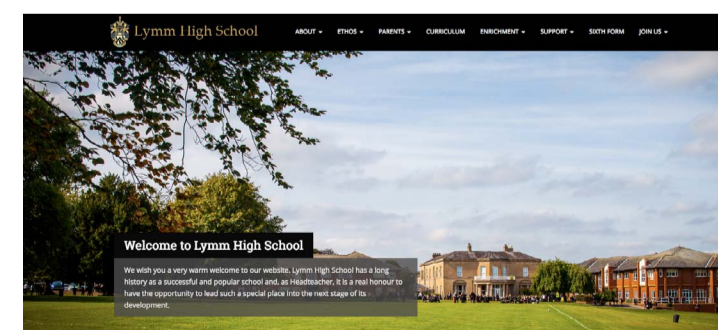 Lymm High School
ABOUT ETHOS PARENTS CURRICULUM ENRICHMENT SUPPORT SIXTH FORM JOIN US
Welcome to Lymm High School
We wish you a very warm welcome to our website. Lymm High School has a long
history as a successful and popular school and, as Headteacher, it is a real honour to
have the opportunity to lead such a special place into the next stage of its
development.